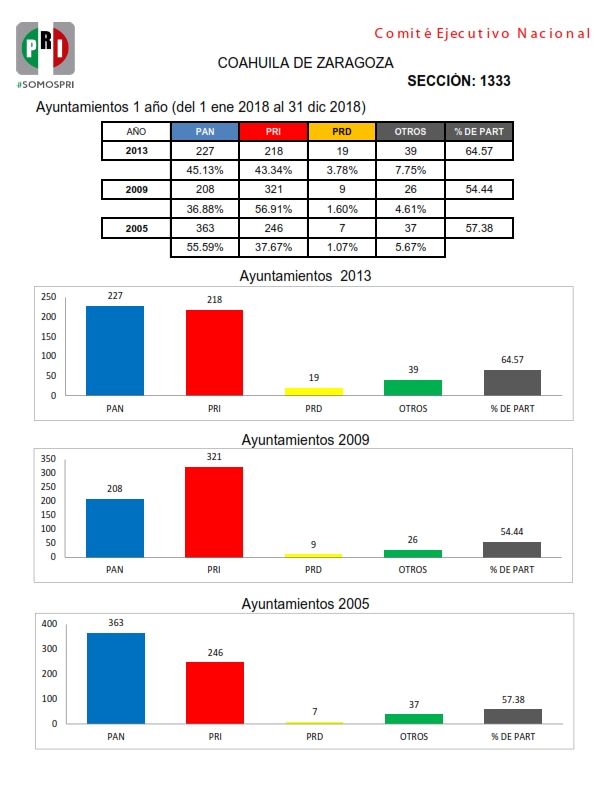 Comité Ejecutivo Nacional
PRI
#SOMOSPRI
COAHUILA DE ZARAGOZA
SECCIÓN: 1333
Ayuntamientos 1 año (del 1 ene 2018 al 31 dic 2018)
AÑO PAN PRI PRD OTROS % DE PART
2013 227 218 19 39 64.57
45.13% 43.34% 3.78% 7.75%
2009 208 321 9 26 54.44
36.88% 56.91% 1.60% 4.61%
2005 363 246 7 37 57.38
55.59% 37.67% 1.07% 5.67%
Ayuntamientos 2013
250
200
150
100
50
0
227 218 19 39 64.57
PAN PRI PRD OTROS % DE PART
Ayuntamientos 2009
350
300
250
200
150
100
50
0
208 321 9 26 54.44
PAN PRI PRD OTROS % DE PART
Ayuntamientos 2005
400
300
200
100
0
363 246 7 37 57.38
PAN PRI PRD OTROS % DE PART